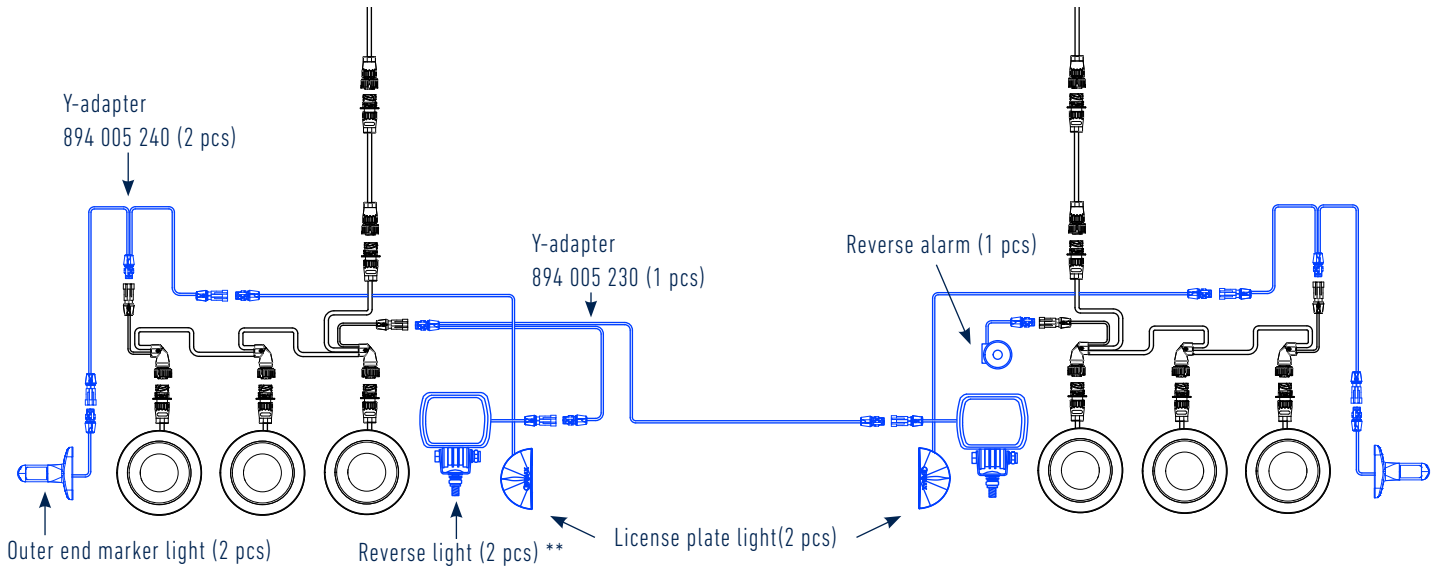 Y-adapter
894 005 240 (2 pcs)
Y-adapter
894 005 230 (1 pcs)
Reverse alarm (1 pcs)
Outer end marker light (2 pcs)
Reverse light (2 pcs) **
License plate light(2 pcs)